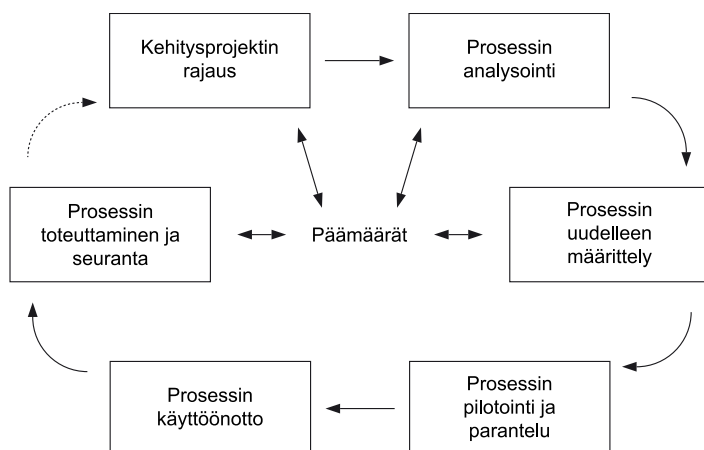 Kehitysprojektin
rajaus
Prosessin
analysointi
Prosessin
toteuttaminen ja
seuranta
Päämäärät
Prosessin
uudelleen
määrittely
Prosessin
käyttöönotto
Prosessin
pilotointi ja
parantelu